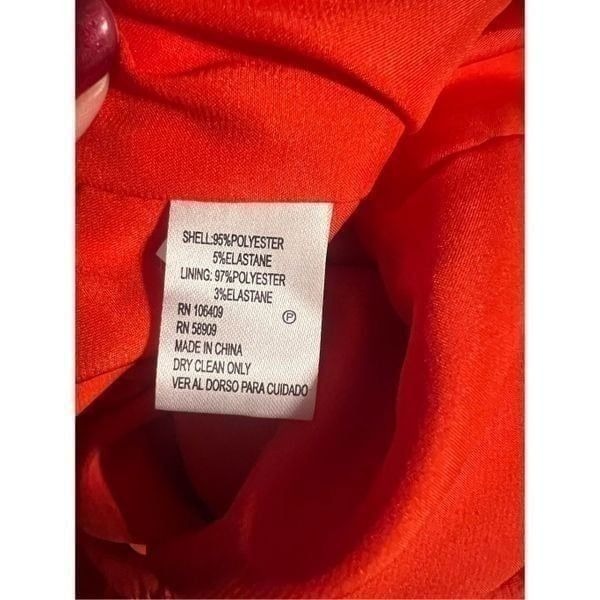 SHELL:95%POLYESTER
5%ELASTANE
LINING: 97%POLYESTER
3%ELASTANE
RN 106409
RN 58909
P
MADE IN CHINA
DRY CLEAN ONLY
VER AL DORSO PARA CUIDADO